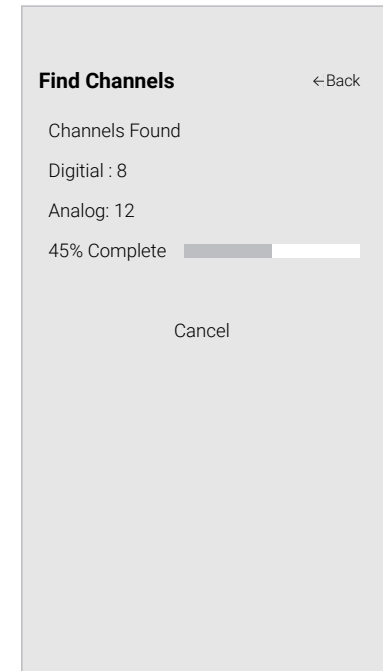 Find Channels ←Back
Channels Found
Digitial : 8
Analog: 12
45% Complete
Cancel